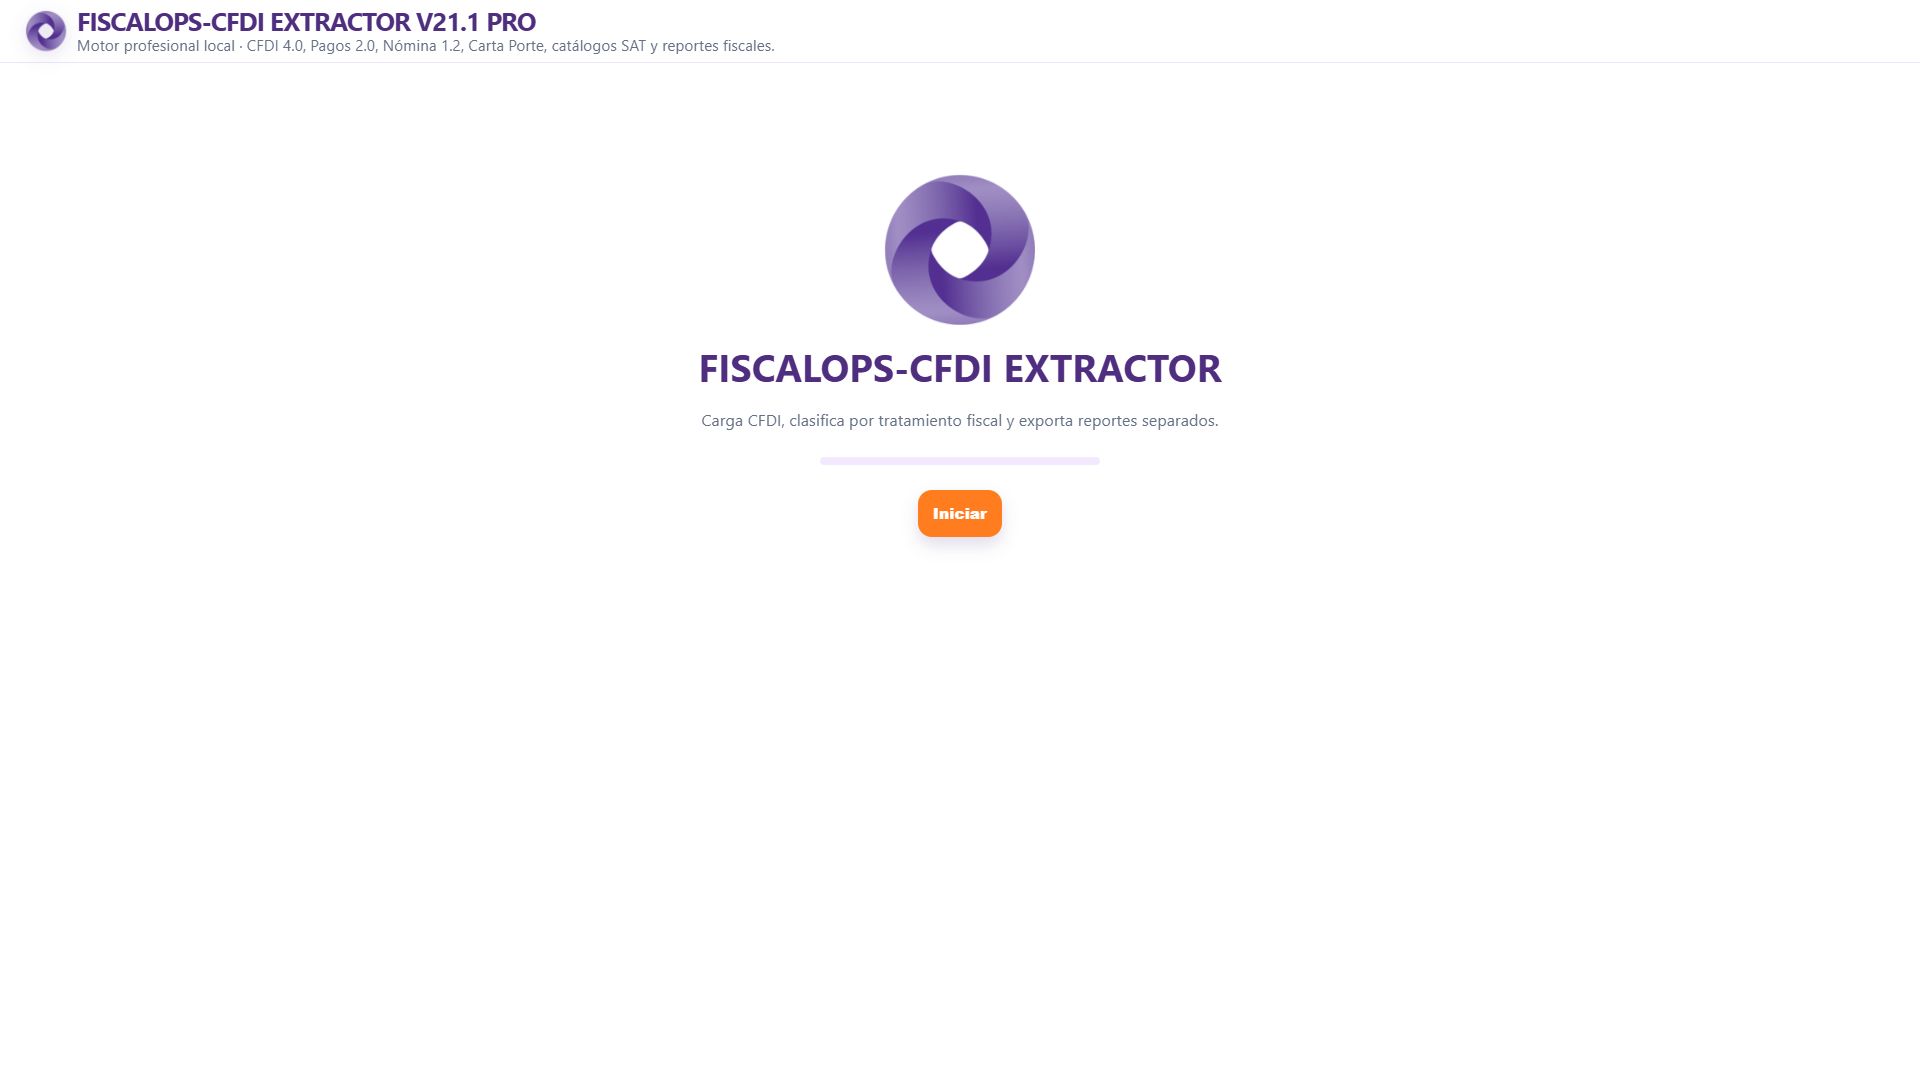 FISCALOPS-CFDI EXTRACTOR V21.1 PRO
Motor profesional local · CFDI 4.0, Pagos 2.0, Nómina 1.2, Carta Porte, catálogos SAT y reportes fiscales.
FISCALOPS-CFDI EXTRACTOR
Carga CFDI, clasifica por tratamiento fiscal y exporta reportes separados.
Iniciar